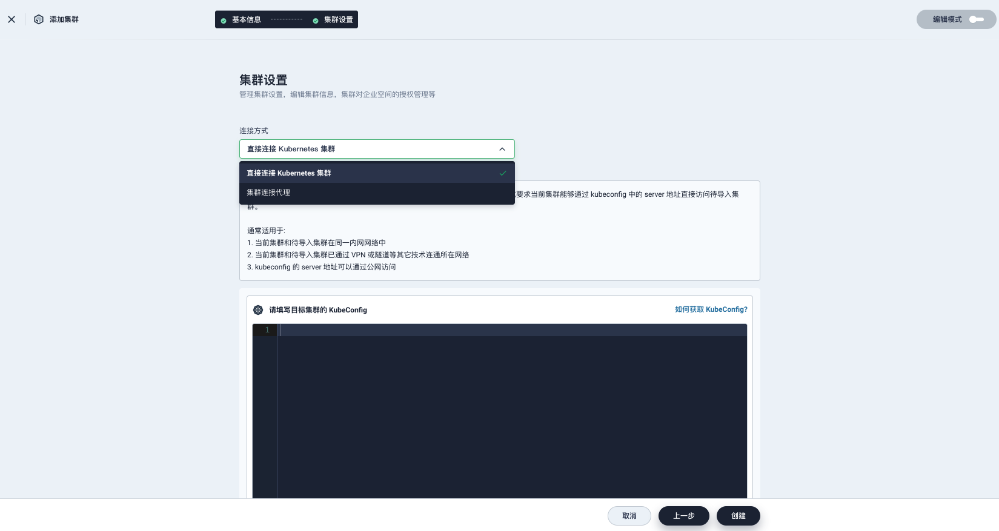 添加集群
基本信息
集群设置
编辑模式
集群设置
管理集群设置，编辑集群信息，集群对企业空间的授权管理等
连接方式
直接连接 Kubernetes 集群
直接连接 Kubernetes 集群
集群连接代理
要求当前集群能够通过 kubeconfig 中的 server 地址直接访问待导入集
群。
通常适用于:
1. 当前集群和待导入集群在同一内网网络中
2. 当前集群和待导入集群已通过 VPN 或隧道等其它技术连通所在网络
3. kubeconfig 的 server 地址可以通过公网访问
请填写目标集群的 KubeConfig
如何获取 KubeConfig?
1
取消
上一步
创建